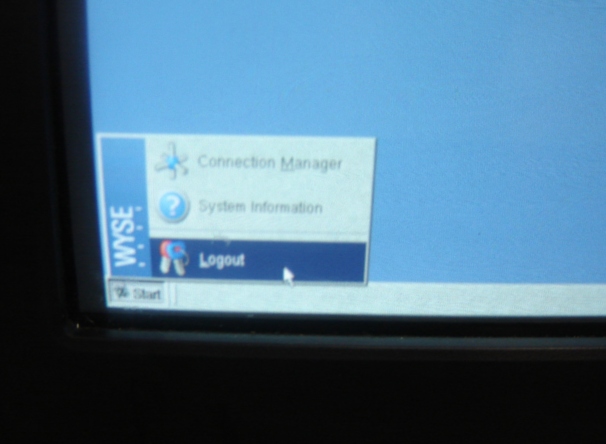 Connection Manager
System Information
Logout
WYSE
Start